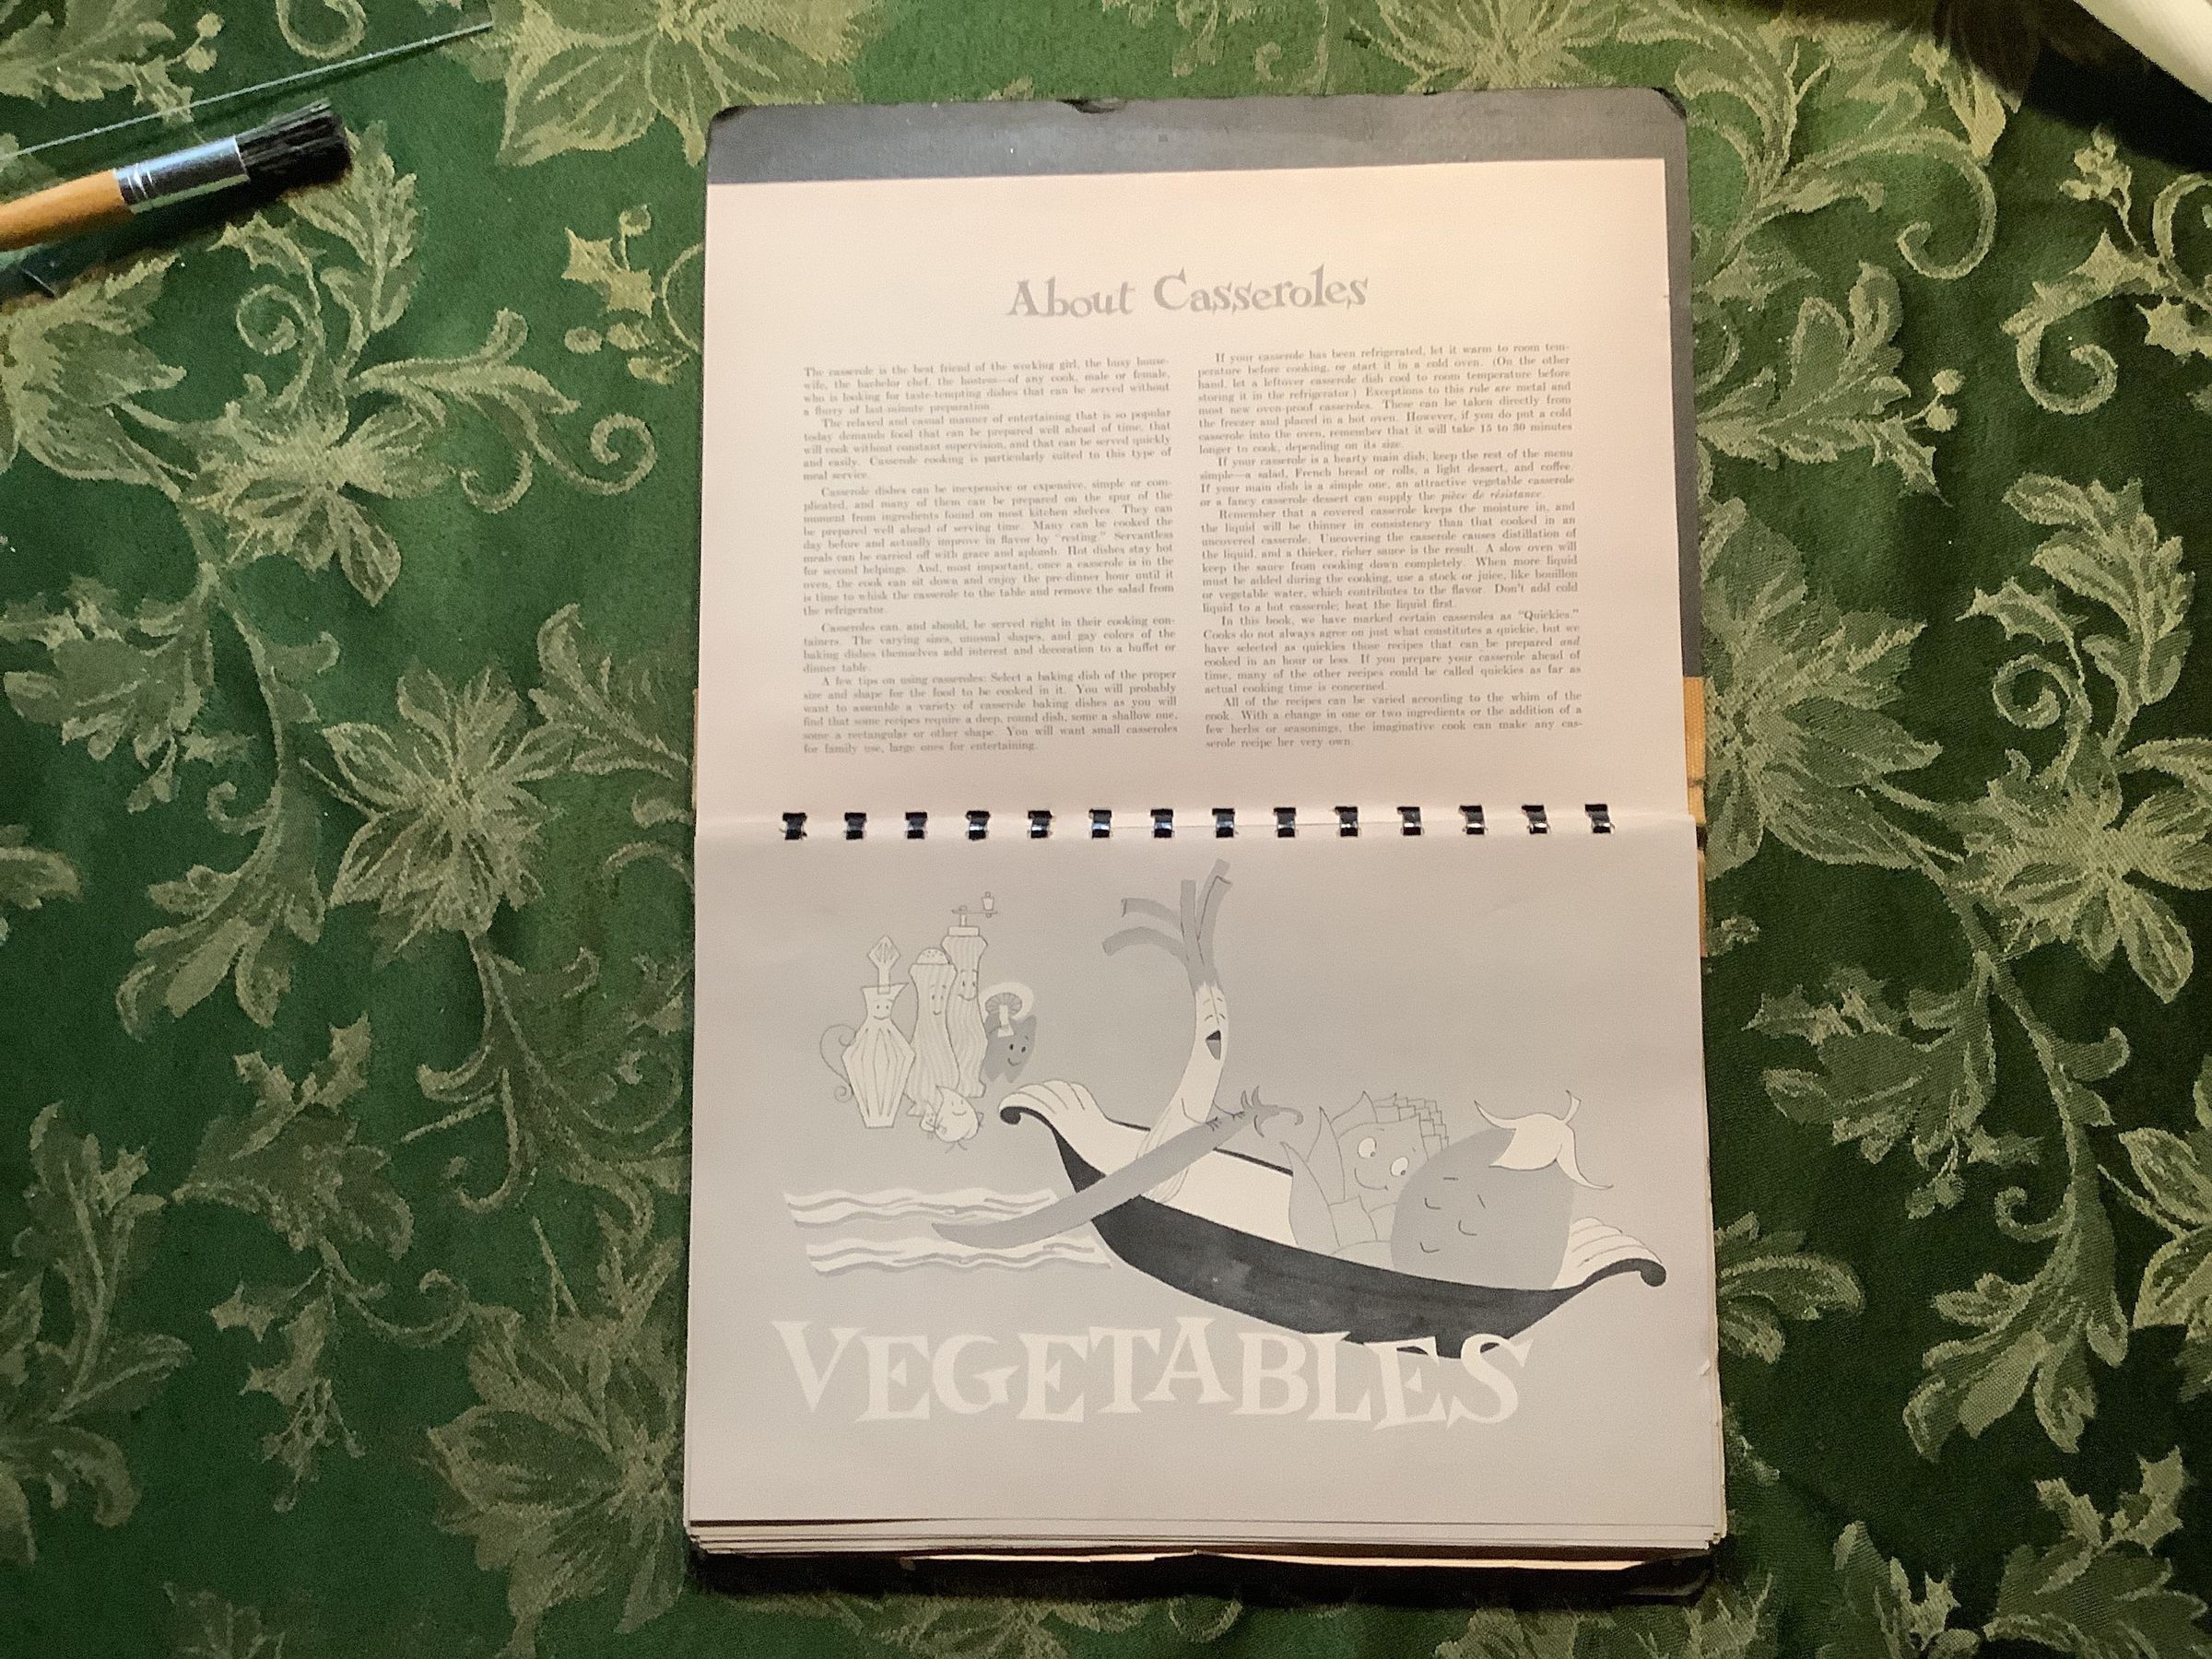 About Casseroles
The casserole is the best friend of the working girl, the busy house-
wife, the bachelor chef, the hostess—of any cook, male or female,
who is looking for taste-tempting dishes that can be served without
a flurry of last-minute preparation.
The relaxed and casual manner of entertaining that is so popular
today demands food that can be prepared well ahead of time, that
will cook without constant supervision, and that can be served quickly
and easily. Casserole cooking is particularly suited to this type of
meal service.
Casserole dishes can be inexpensive or expensive, simple or com-
plicated, and many of them can be prepared on the spur of the
moment from ingredients found on most kitchen shelves. They can
be prepared well ahead of serving time. Many can be cooked the
day before and actually improve in flavor by "resting." Servantless
meals can be carried off with grace and aplomb. Hot dishes stay hot
for second helpings. And, most important, once a casserole is in the
oven, the cook can sit down and enjoy the pre-dinner hour until it
is time to whisk the casserole to the table and remove the salad from
the refrigerator.
Casseroles can, and should, be served right in their cooking con-
tainers. The varying sizes, unusual shapes, and gay colors of the
baking dishes themselves add interest and decoration to a buffet or
dinner table.
A few tips on using casseroles: Select a baking dish of the proper
size and shape for the food to be cooked in it. You will probably
want to assemble a variety of casserole baking dishes as you will
find that some recipes require a deep, round dish, some a shallow one,
some a rectangular or other shape. You will want small casseroles
for family use, large ones for entertaining.
If your casserole has been refrigerated, let it warm to room tem-
perature before cooking, or start it in a cold oven. (On the other
hand, let a leftover casserole dish cool to room temperature before
storing it in the refrigerator.) Exceptions to this rule are metal and
most new oven-proof casseroles. These can be taken directly from
the freezer and placed in a hot oven. However, if you do put a cold
casserole into the oven, remember that it will take 15 to 30 minutes
longer to cook, depending on its size.
If your casserole is a hearty main dish, keep the rest of the menu
simple—a salad, French bread or rolls, a light dessert, and coffee.
If your main dish is a simple one, an attractive vegetable casserole
or a fancy casserole dessert can supply the pièce de résistance.
Remember that a covered casserole keeps the moisture in, and
the liquid will be thinner in consistency than that cooked in an
uncovered casserole. Uncovering the casserole causes distillation of
the liquid, and a thicker, richer sauce is the result. A slow oven will
keep the sauce from cooking down completely. When more liquid
must be added during the cooking, use a stock or juice, like bouillon
or vegetable water, which contributes to the flavor. Don't add cold
liquid to a hot casserole; heat the liquid first.
In this book, we have marked certain casseroles as "Quickies."
Cooks do not always agree on just what constitutes a quickie, but we
have selected as quickies those recipes that can be prepared and
cooked in an hour or less. If you prepare your casserole ahead of
time, many of the other recipes could be called quickies as far as
actual cooking time is concerned.
All of the recipes can be varied according to the whim of the
cook. With a change in one or two ingredients or the addition of a
few herbs or seasonings, the imaginative cook can make any cas-
serole recipe her very own.
VEGETABLES